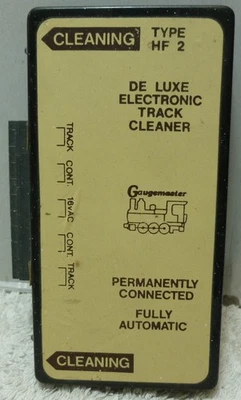 CLEANING
TYPE
HF 2
DE LUXE
ELECTRONIC
TRACK
CLEANER
TRACK
CONT.
16vAC
CONT.
TRACK
Gaugemaster
PERMANENTLY
CONNECTED
FULLY
AUTOMATIC
CLEANING